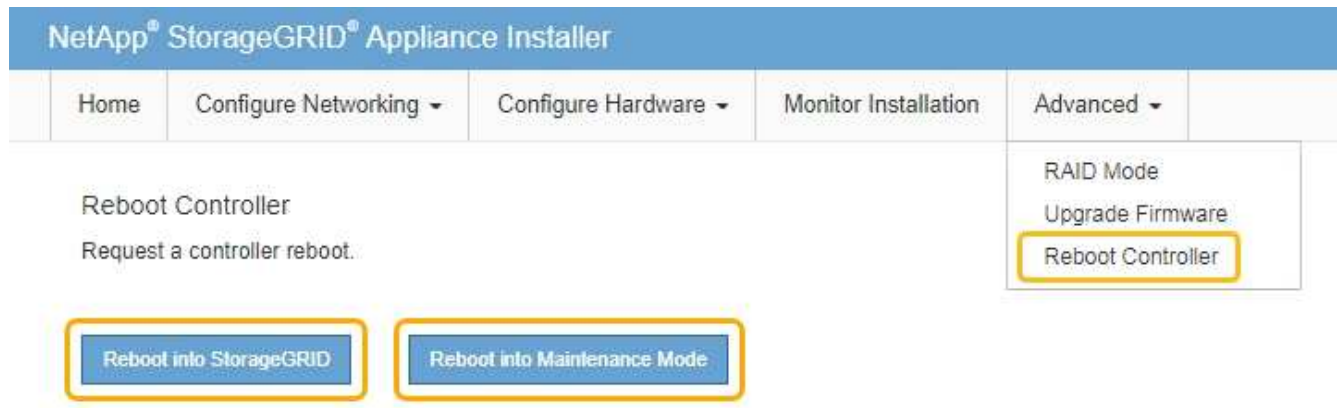 NetApp® StorageGRID® Appliance Installer
Home Configure Networking Configure Hardware Monitor Installation Advanced
RAID Mode
Upgrade Firmware
Reboot Controller
Reboot Controller
Request a controller reboot.
Reboot into StorageGRID Reboot into Maintenance Mode